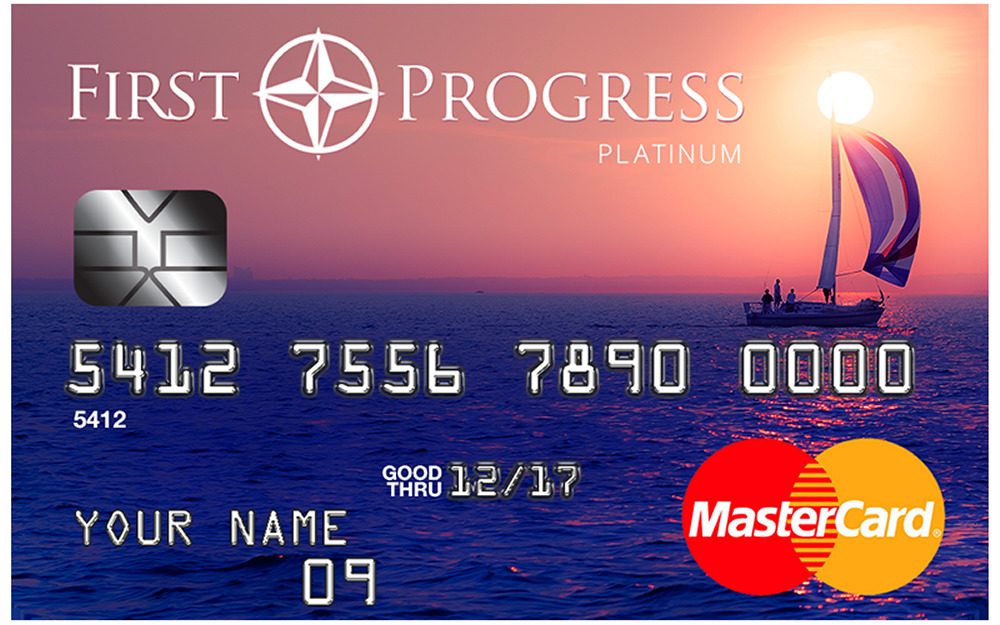 FIRST PROGRESS
PLATINUM
5412 7556 7890 0000
5412
GOOD THRU 12/17
YOUR NAME
09
MasterCard®